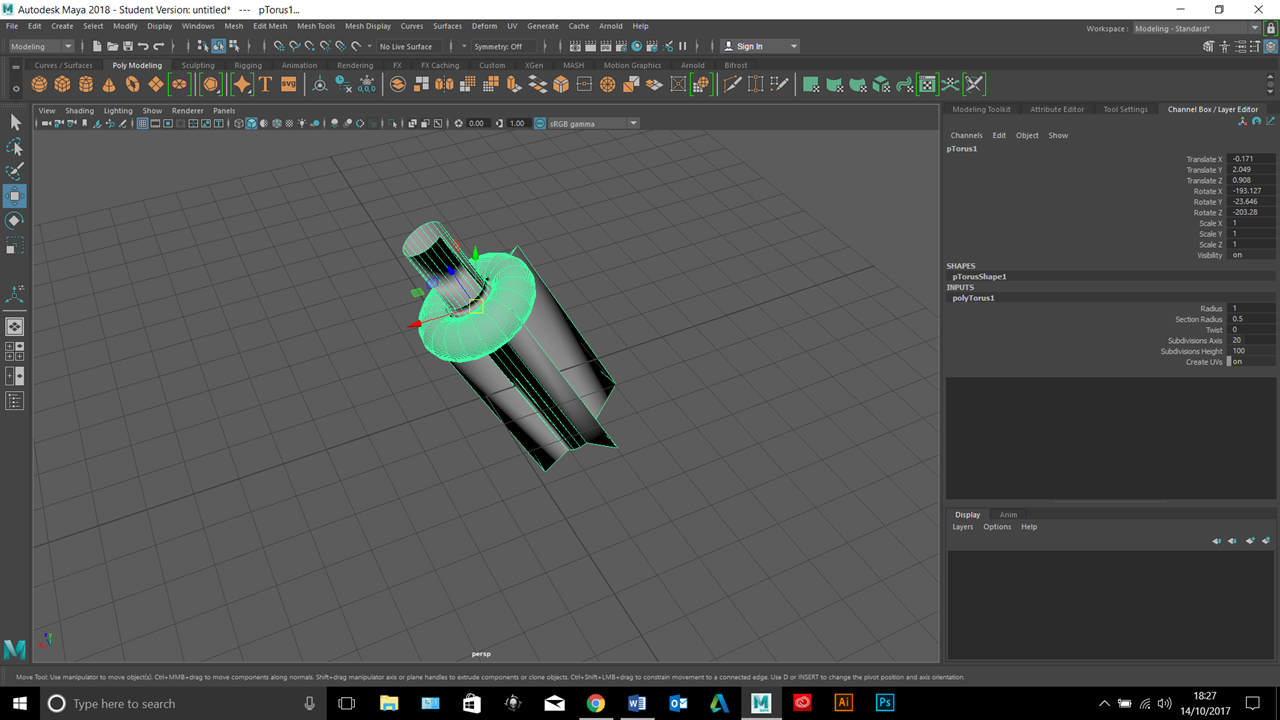 Autodesk Maya 2018 - Student Version: untitled*   ---   pTorus1...
File Edit Create Select Modify Display Windows Mesh Edit Mesh Mesh Tools Mesh Display Curves Surfaces Deform UV Generate Cache Arnold Help
Workspace : Modeling - Standard*
Modeling No Live Surface Symmetry: Off Sign In
Curves / Surfaces Poly Modeling Sculpting Rigging Animation Rendering FX FX Caching Custom XGen MASH Motion Graphics Arnold Bifrost
T SVG 0,0,0
View Shading Lighting Show Renderer Panels
0.00 1.00 sRGB gamma
Modeling Toolkit Attribute Editor Tool Settings Channel Box / Layer Editor
Channels Edit Object Show
pTorus1
Translate X -0.171
Translate Y 2.049
Translate Z 0.908
Rotate X -193.127
Rotate Y -23.646
Rotate Z -203.28
Scale X 1
Scale Y 1
Scale Z 1
Visibility on
SHAPES
pTorusShape1
INPUTS
polyTorus1
Radius 1
Section Radius 0.5
Twist 0
Subdivisions Axis 20
Subdivisions Height 100
Create UVs on
Display Anim
Layers Options Help
persp
Move Tool: Use manipulator to move object(s). Ctrl+MMB+drag to move components along normals. Shift+drag manipulator axis or plane handles to extrude components or clone objects. Ctrl+Shift+LMB+drag to constrain movement to a connected edge. Use D or INSERT to change the pivot position and axis orientation.
Type here to search
Ai Ps
18:27
14/10/2017